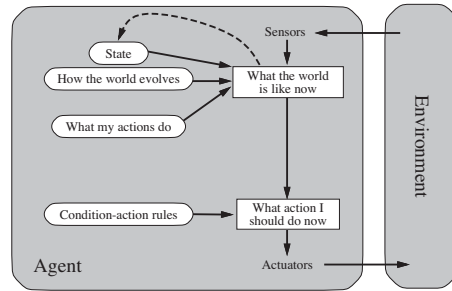 Sensors
State
How the world evolves
What the world
is like now
What my actions do
Environment
Condition-action rules
What action I
should do now
Agent
Actuators